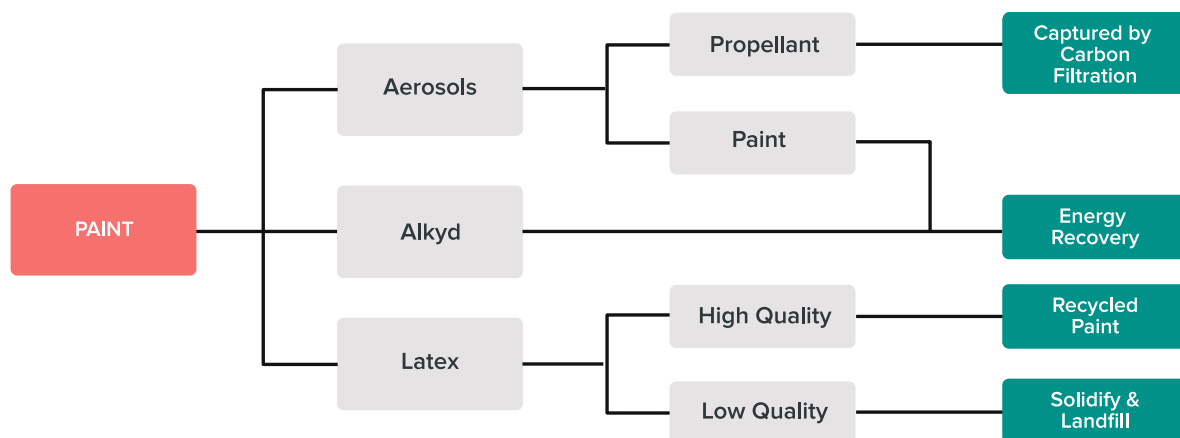 PAINT
Aerosols
Alkyd
Latex
Propellant
Paint
High Quality
Low Quality
Captured by
Carbon
Filtration
Energy
Recovery
Recycled
Paint
Solidify &
Landfill